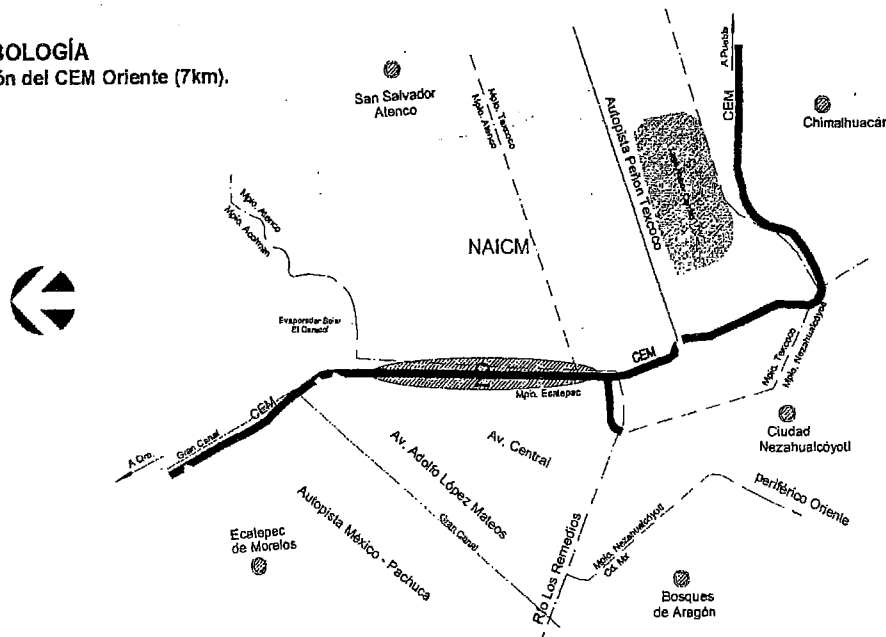 BOLOGÍA
ón del CEM Oriente (7km).
San Salvador
Atenco
Mpio. Texcoco
Mpio. Atenco
Autopista Peñon Texcoco
A Puebla
CEM
Chimalhuacán
Mpio. Atenco
Mpio. Acolman
NAICM
Evaporador Solar
El Caracol
CEM
Mpio. Ecatepec
Mpio. Texcoco
Mpio. Nezahualcóyotl
CEM
Gran Canal
A Qro.
Av. Central
Av. Adolfo López Mateos
Gran Canal
Autopista México - Pachuca
Ciudad
Nezahualcóyotl
periférico Oriente
Ecatepec
de Morelos
Río Los Remedios
Mpio. Nezahualcóyotl
Cd. Mx
Bosques
de Aragón